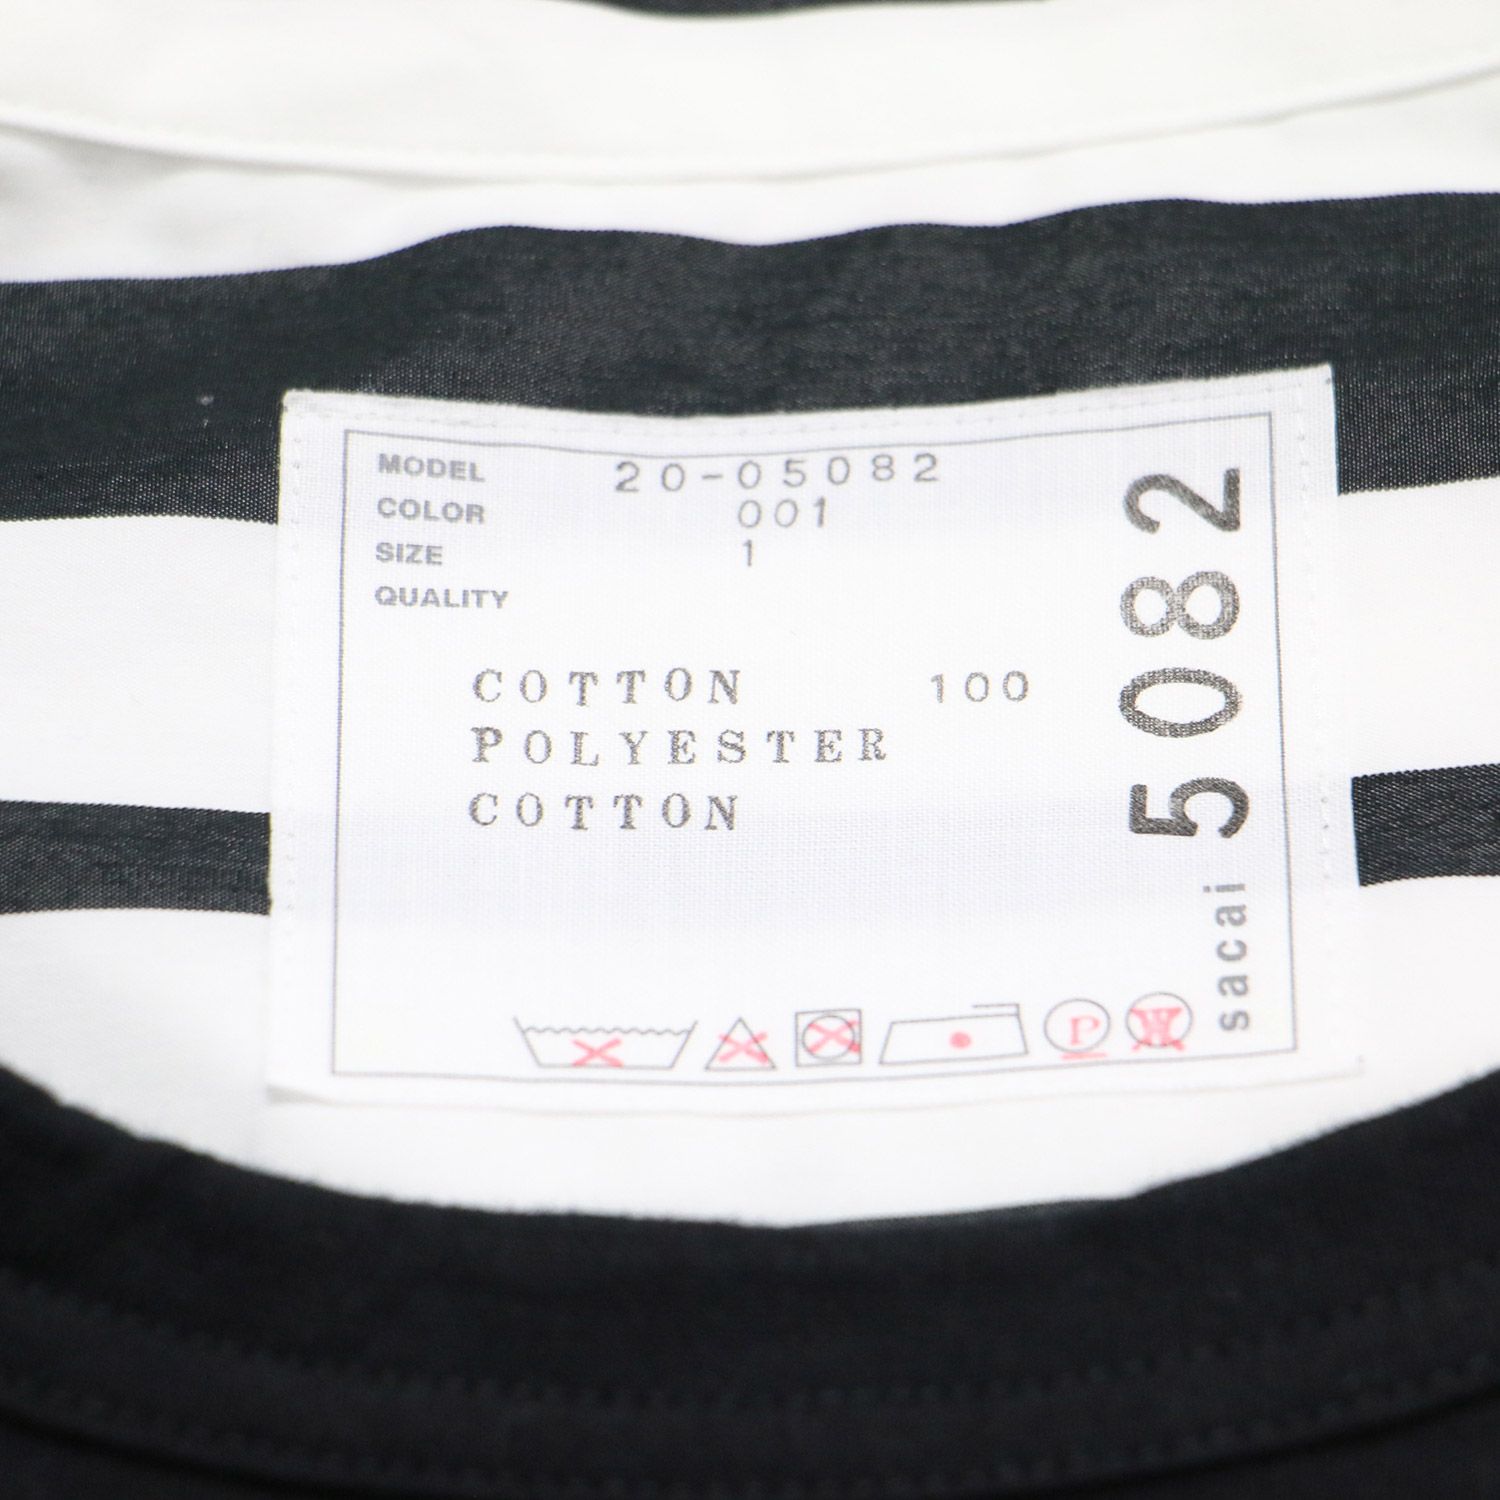 MODEL 20-05082
COLOR 001
SIZE 1
QUALITY
COTTON 100
POLYESTER
COTTON
sacai 5082
P
W